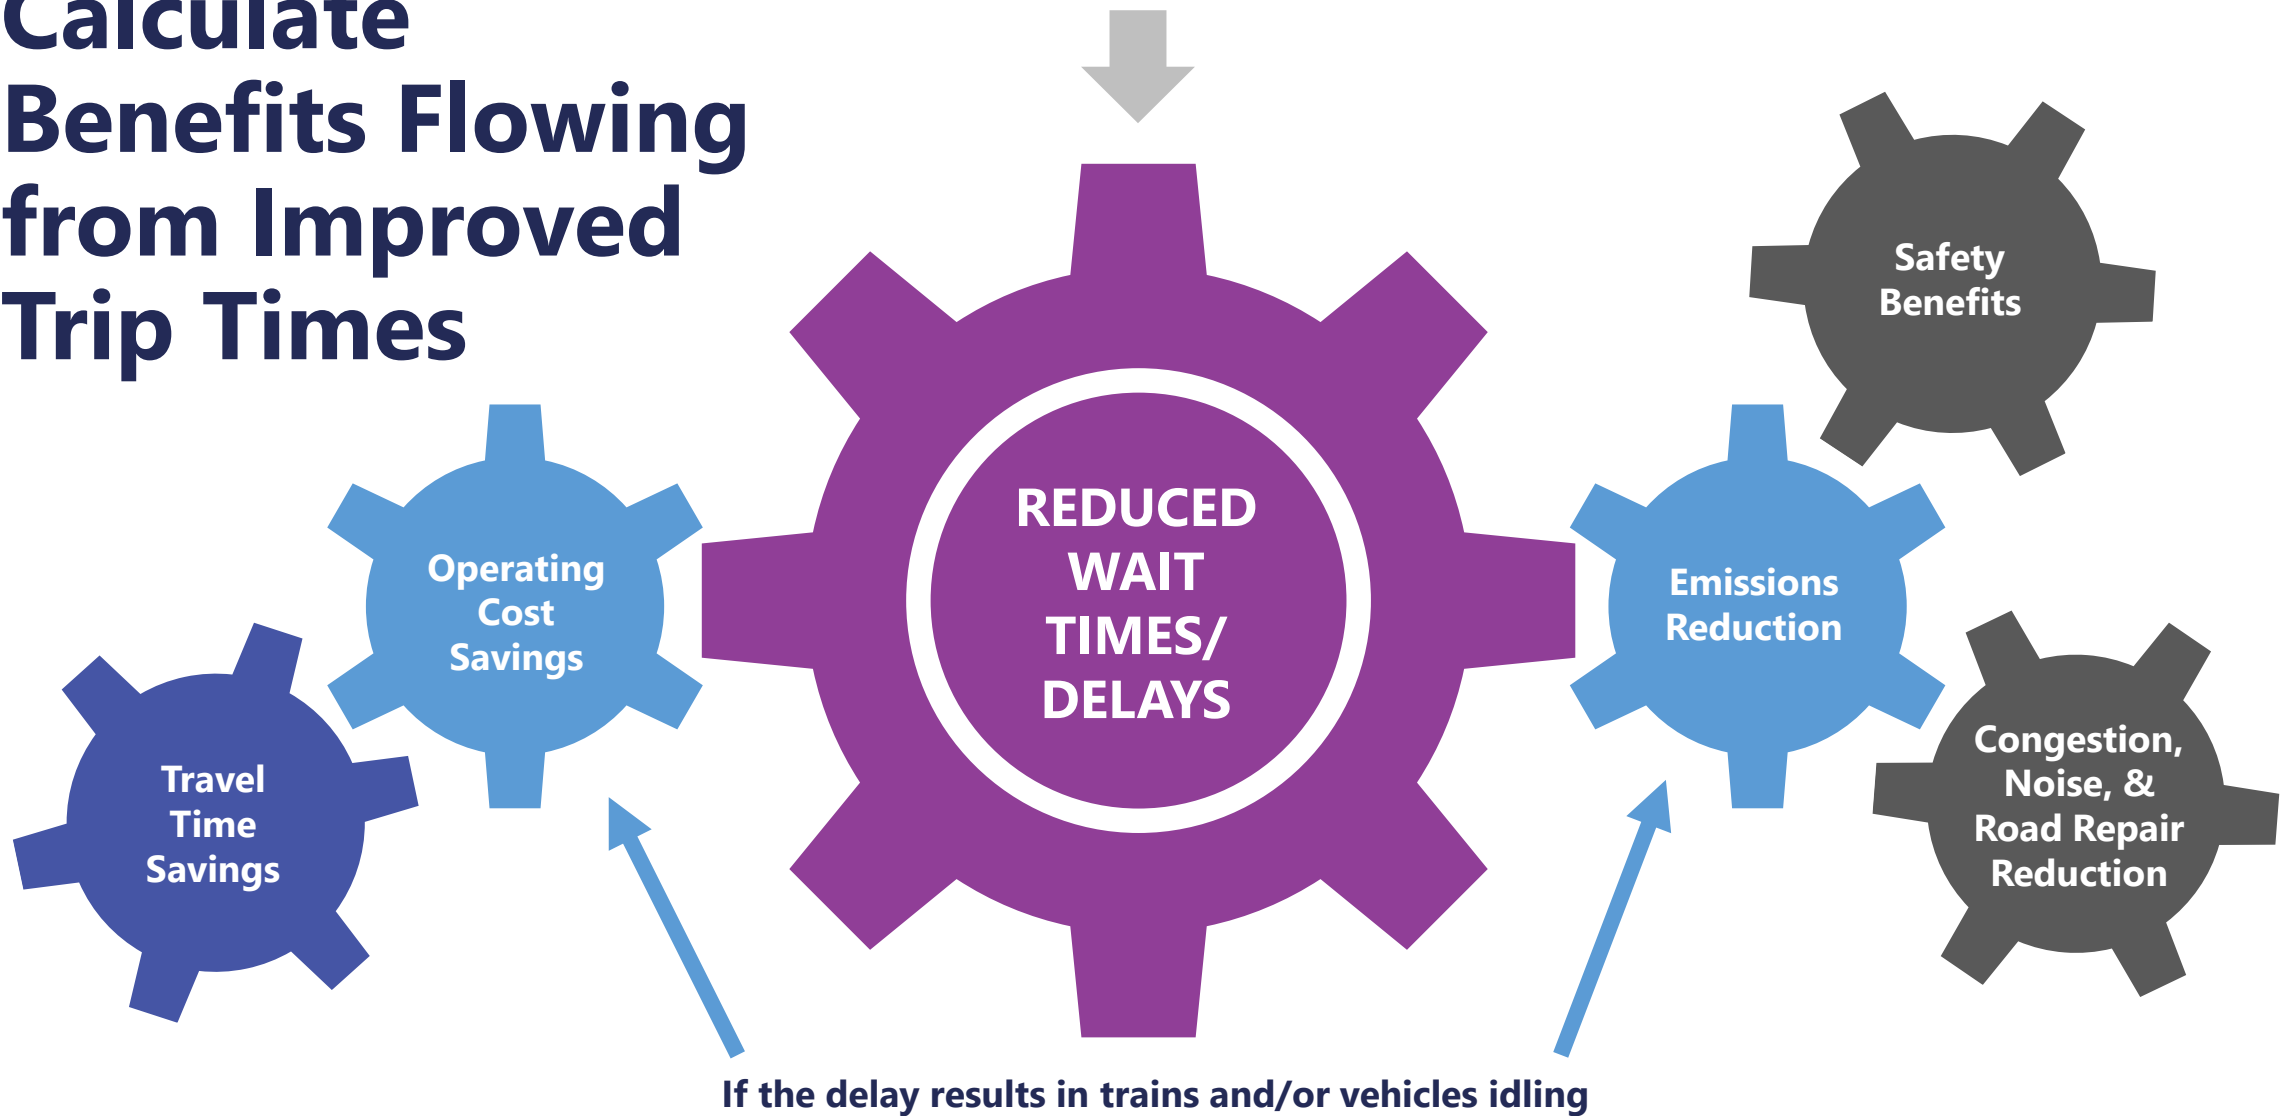 Calculate
Benefits Flowing
from Improved
Trip Times
Safety
Benefits
REDUCED
WAIT
TIMES/
DELAYS
Operating
Cost
Savings
Emissions
Reduction
Travel
Time
Savings
Congestion,
Noise, &
Road Repair
Reduction
If the delay results in trains and/or vehicles idling